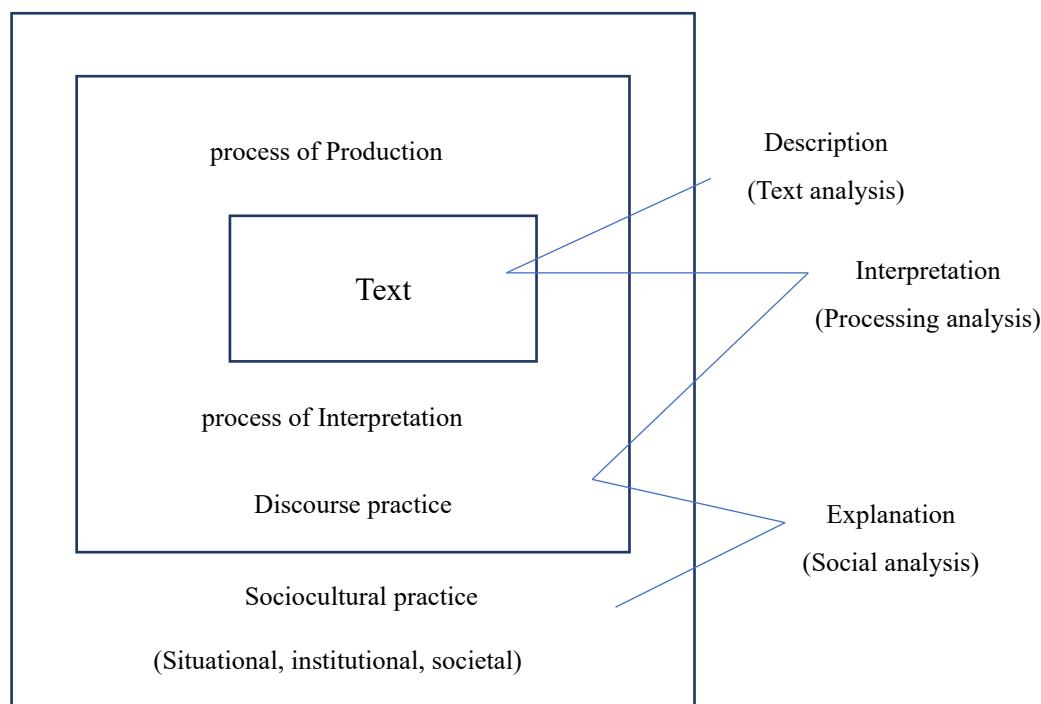 process of Production
Text
process of Interpretation
Discourse practice
Sociocultural practice
(Situational, institutional, societal)
Description
(Text analysis)
Interpretation
(Processing analysis)
Explanation
(Social analysis)